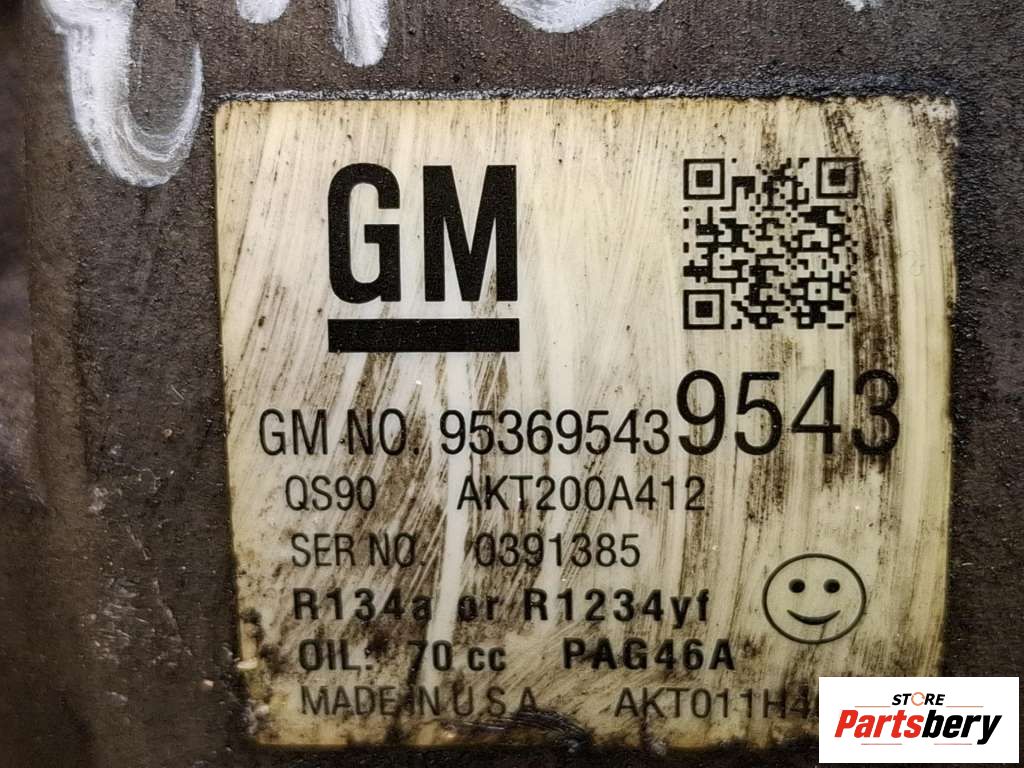 GM
GM NO. 95369543 9543
QS90 AKT200A412
SER NO. 0391385
R134a or R1234yf
OIL: 70 cc PAG46A
MADE IN U.S.A.
STORE
Partsbery